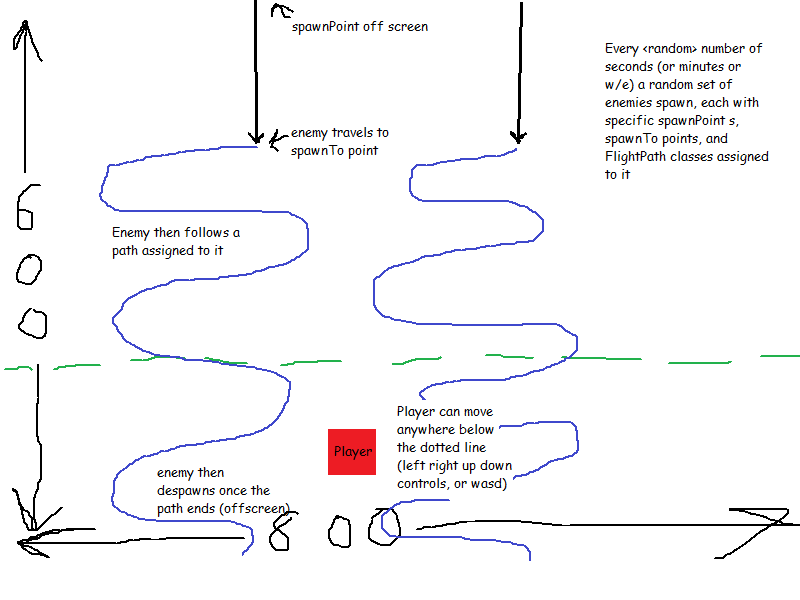 spawnPoint off screen
Every <random> number of
seconds (or minutes or
w/e) a random set of
enemies spawn, each with
specific spawnPoint s,
spawnTo points, and
FlightPath classes assigned
to it
enemy travels to
spawnTo point
600
Enemy then follows a
path assigned to it
Player can move
anywhere below
the dotted line
(left right up down
controls, or wasd)
Player
enemy then
despawns once the
path ends (offscreen)
800